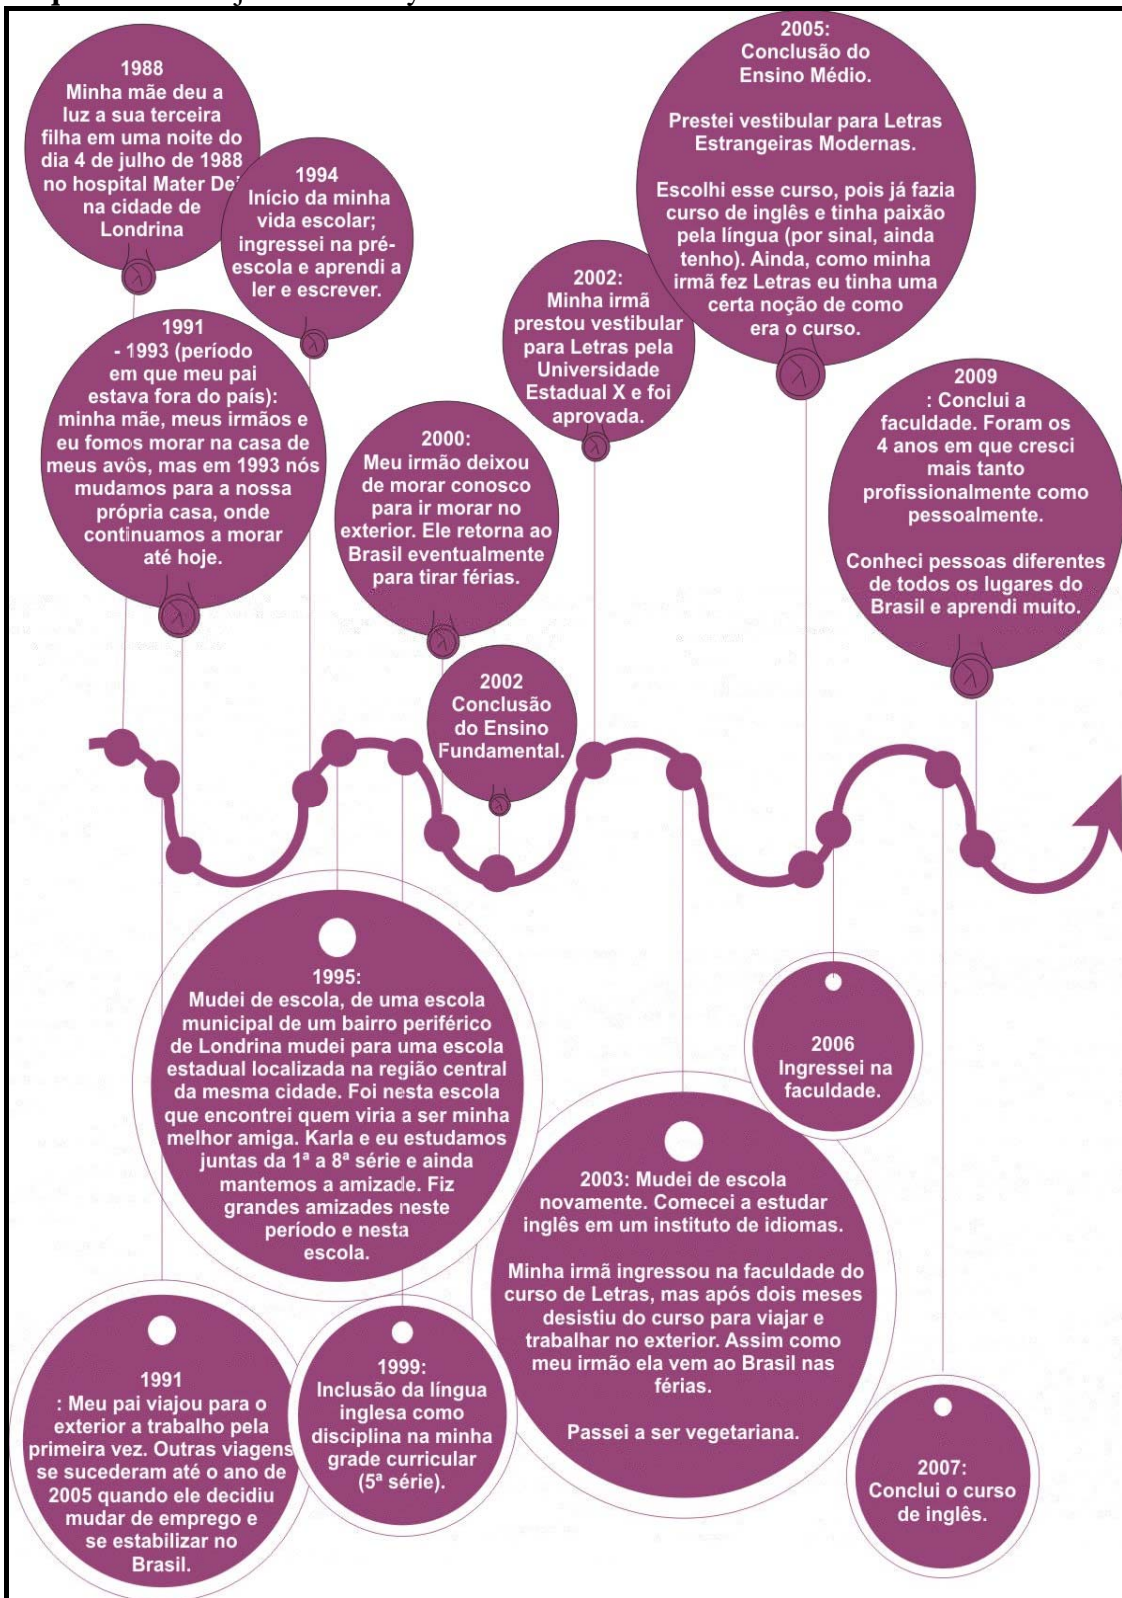 1988
Minha mãe deu a
luz a sua terceira
filha em uma noite do
dia 4 de julho de 1988
no hospital Mater Dei
na cidade de
Londrina
1991
- 1993 (período
em que meu pai
estava fora do país):
minha mãe, meus irmãos e
eu fomos morar na casa de
meus avôs, mas em 1993 nós
mudamos para a nossa
própria casa, onde
continuamos a morar
até hoje.
1994
Início da minha
vida escolar;
ingressei na pré-
escola e aprendi a
ler e escrever.
2000:
Meu irmão deixou
de morar conosco
para ir morar no
exterior. Ele retorna ao
Brasil eventualmente
para tirar férias.
2002
Conclusão
do Ensino
Fundamental.
2002:
Minha irmã
prestou vestibular
para Letras pela
Universidade
Estadual X e foi
aprovada.
2005:
Conclusão do
Ensino Médio.
Prestei vestibular para Letras
Estrangeiras Modernas.
Escolhi esse curso, pois já fazia
curso de inglês e tinha paixão
pela língua (por sinal, ainda
tenho). Ainda, como minha
irmã fez Letras eu tinha uma
certa noção de como
era o curso.
2009
: Conclui a
faculdade. Foram os
4 anos em que cresci
mais tanto
profissionalmente como
pessoalmente.
Conheci pessoas diferentes
de todos os lugares do
Brasil e aprendi muito.
1991
: Meu pai viajou para o
exterior a trabalho pela
primeira vez. Outras viagens
se sucederam até o ano de
2005 quando ele decidiu
mudar de emprego e
se estabilizar no
Brasil.
1995:
Mudei de escola, de uma escola
municipal de um bairro periférico
de Londrina mudei para uma escola
estadual localizada na região central
da mesma cidade. Foi nesta escola
que encontrei quem viria a ser minha
melhor amiga. Karla e eu estudamos
juntas da 1ª a 8ª série e ainda
mantemos a amizade. Fiz
grandes amizades neste
período e nesta
escola.
1999:
Inclusão da língua
inglesa como
disciplina na minha
grade curricular
(5ª série).
2003: Mudei de escola
novamente. Comecei a estudar
inglês em um instituto de idiomas.
Minha irmã ingressou na faculdade do
curso de Letras, mas após dois meses
desistiu do curso para viajar e
trabalhar no exterior. Assim como
meu irmão ela vem ao Brasil nas
férias.
Passei a ser vegetariana.
2006
Ingressei na
faculdade.
2007:
Conclui o curso
de inglês.